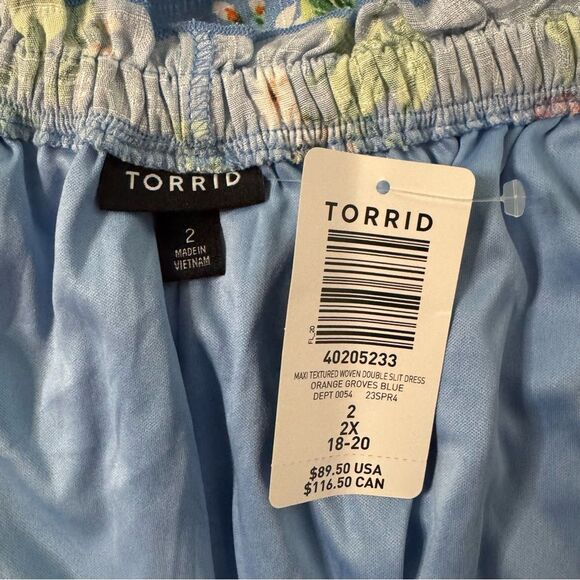 TORRID
2
MADE IN
VIETNAM
TORRID
FL_20
40205233
MAXI TEXTURED WOVEN DOUBLE SLIT DRESS
ORANGE GROVES BLUE
DEPT 0054 23SPR4
2
2X
18-20
$89.50 USA
$116.50 CAN